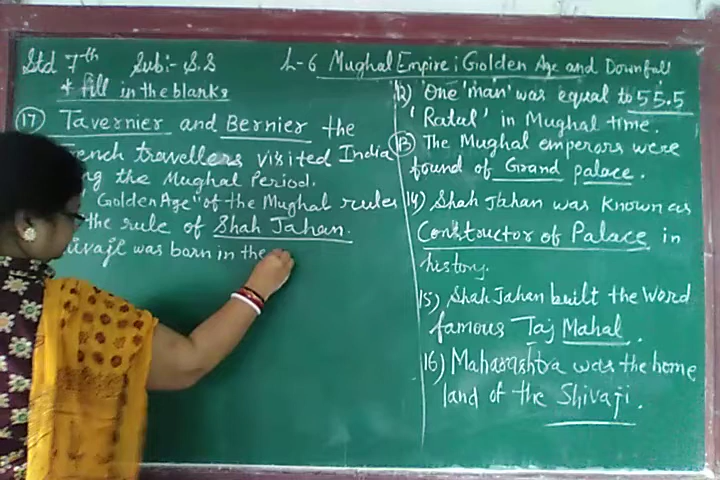 Std 7th Sub:- S.S L-6 Mughal Empire ; Golden Age and Downfall
* fill in the blanks
17) Tavernier and Bernier the
French travellers visited India
the Mughal Period.
Golden Age" of the Mughal rules
the rule of Shah Jahan.
was born in the
12) 'One 'man' was equal to 55.5
'Ratal' in Mughal time.
13) The Mughal emperors were
found of Grand palace.
14) Shah Jahan was known as
Constructor of Palace in
history.
15) Shah Jahan built the word
famous Taj Mahal.
16) Maharashtra was the home
land of the Shivaji.